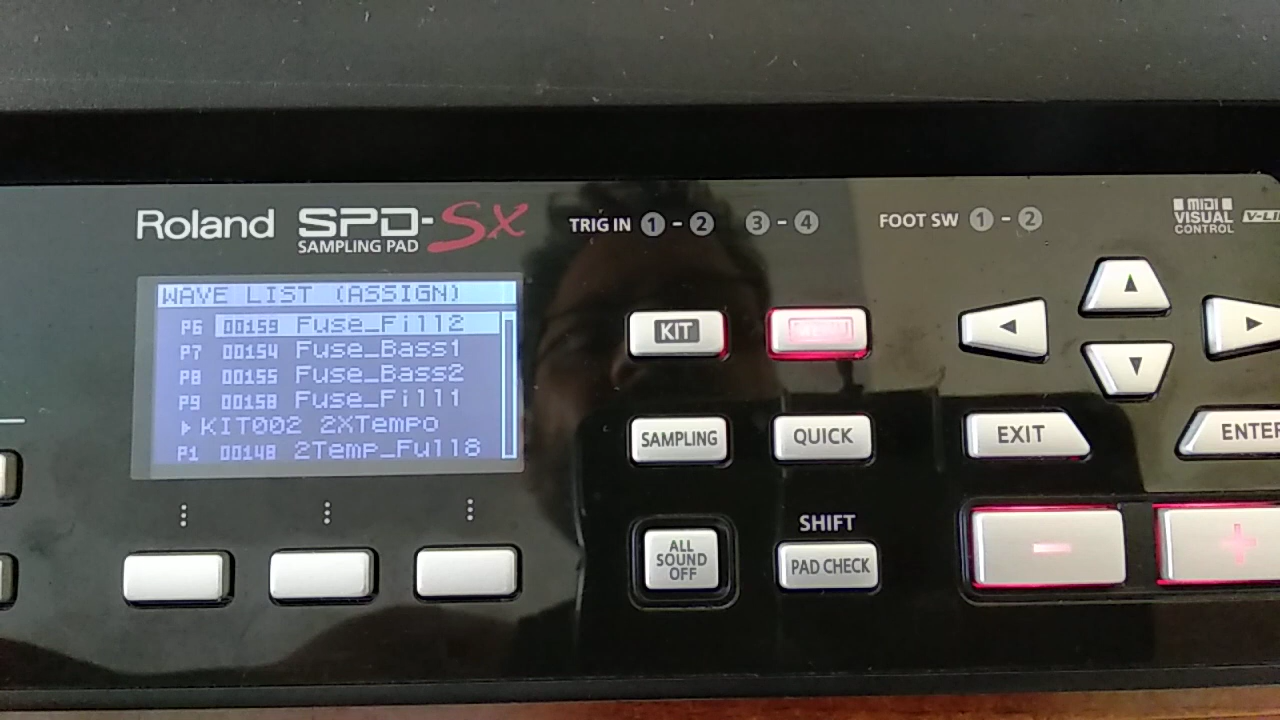 Roland SPD-SX
SAMPLING PAD
TRIG IN 1 - 2 3 - 4
FOOT SW 1 - 2
MIDI
VISUAL
CONTROL
WAVE LIST (ASSIGN)
P6 00159 Fuse_Fill2
P7 00154 Fuse_Bass1
P8 00155 Fuse_Bass2
P9 00158 Fuse_Fill1
KIT002 2XTempo
P1 00148 2Temp_Full8
KIT
SAMPLING
QUICK
EXIT
ENTER
ALL
SOUND
OFF
SHIFT
PAD CHECK
- +